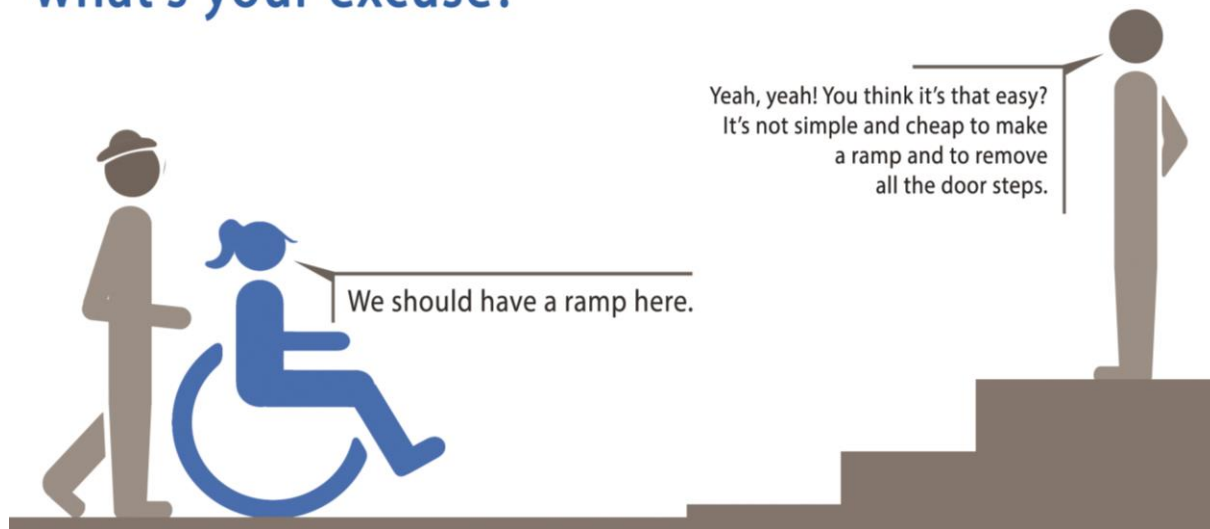 what's your excuse?
Yeah, yeah! You think it's that easy?
It's not simple and cheap to make
a ramp and to remove
all the door steps.
We should have a ramp here.